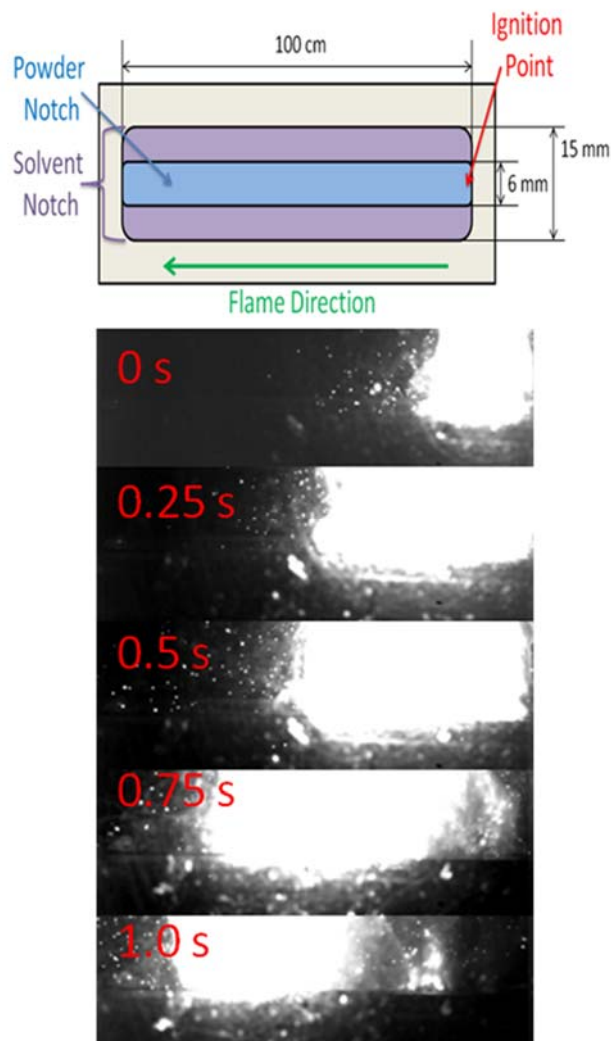 100 cm
Ignition
Point
Powder
Notch
Solvent
Notch
15 mm
6 mm
Flame Direction
0 s
0.25 s
0.5 s
0.75 s
1.0 s